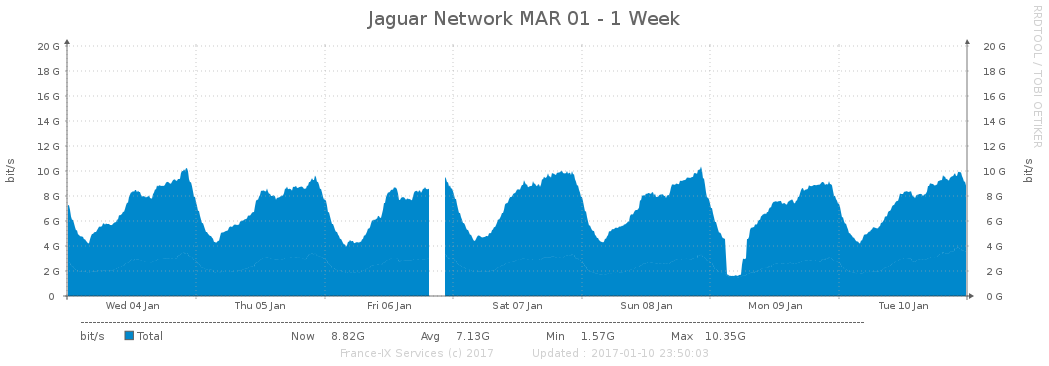 Jaguar Network MAR 01 - 1 Week
RRDTOOL / TOBI OETIKER
20 G 20 G
18 G 18 G
16 G 16 G
14 G 14 G
12 G 12 G
10 G 10 G
8 G 8 G
6 G 6 G
4 G 4 G
2 G 2 G
0 0 G
bit/s
bit/s
Wed 04 Jan Thu 05 Jan Fri 06 Jan Sat 07 Jan Sun 08 Jan Mon 09 Jan Tue 10 Jan
bit/s Total Now 8.82G Avg 7.13G Min 1.57G Max 10.35G
France-IX Services (c) 2017 Updated : 2017-01-10 23:50:03